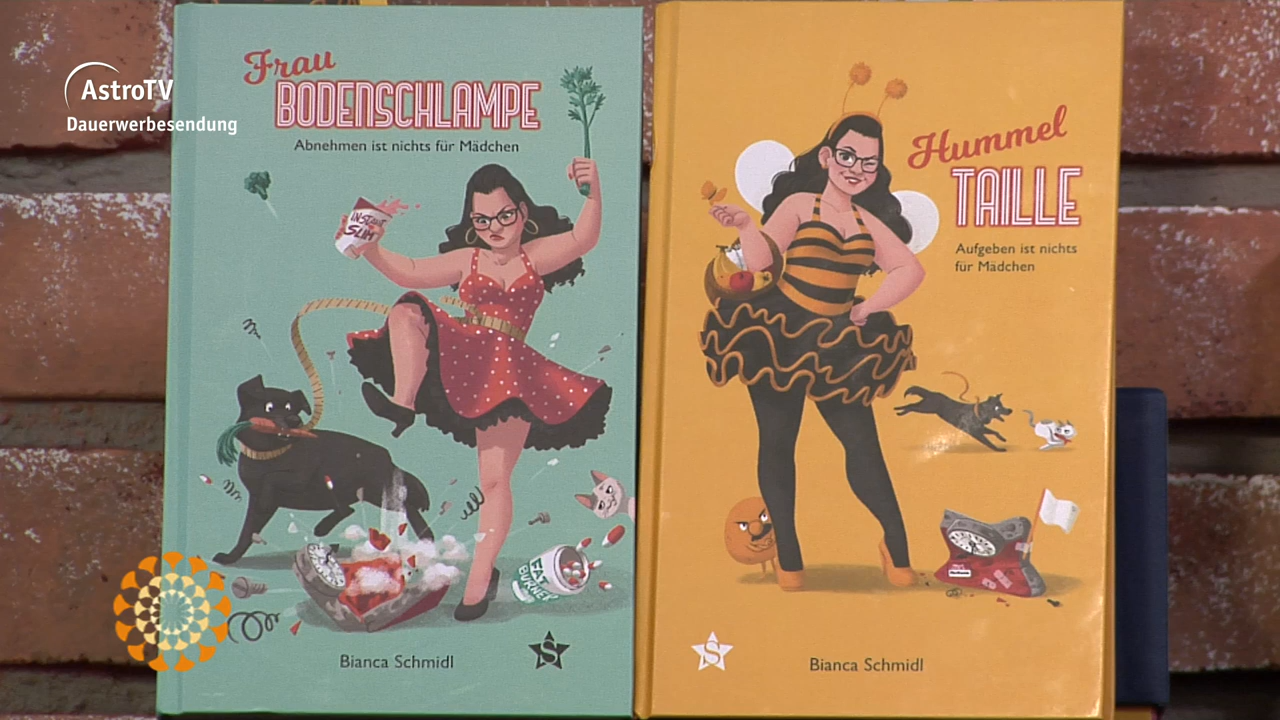 AstroTV
Dauerwerbesendung
Frau
BODENSCHLAMPE
Abnehmen ist nichts für Mädchen
INSTANT
SLIM
FAT
BURNER
Bianca Schmidl
S
Hummel
TAILLE
Aufgeben ist nichts
für Mädchen
S
Bianca Schmidl